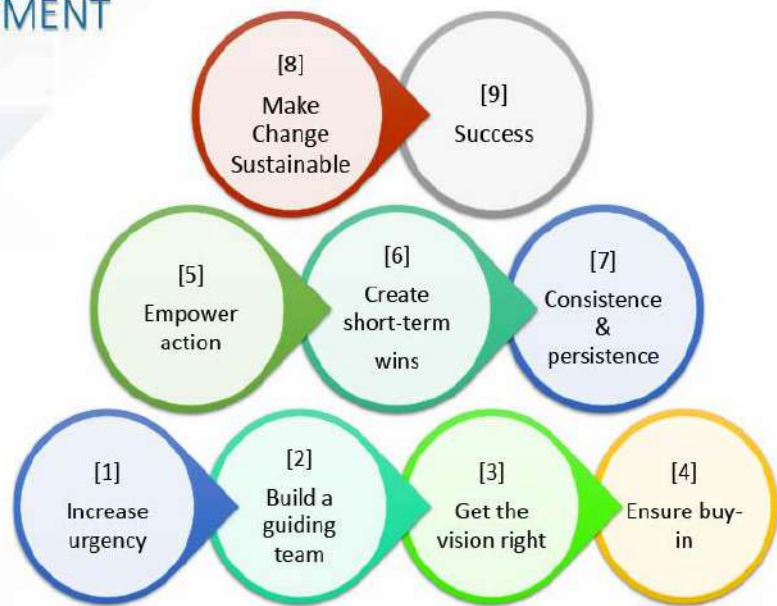 MENT
[8]
Make
Change
Sustainable
[9]
Success
[5]
Empower
action
[6]
Create
short-term
wins
[7]
Consistence
&
persistence
[1]
Increase
urgency
[2]
Build a
guiding
team
[3]
Get the
vision right
[4]
Ensure buy-
in